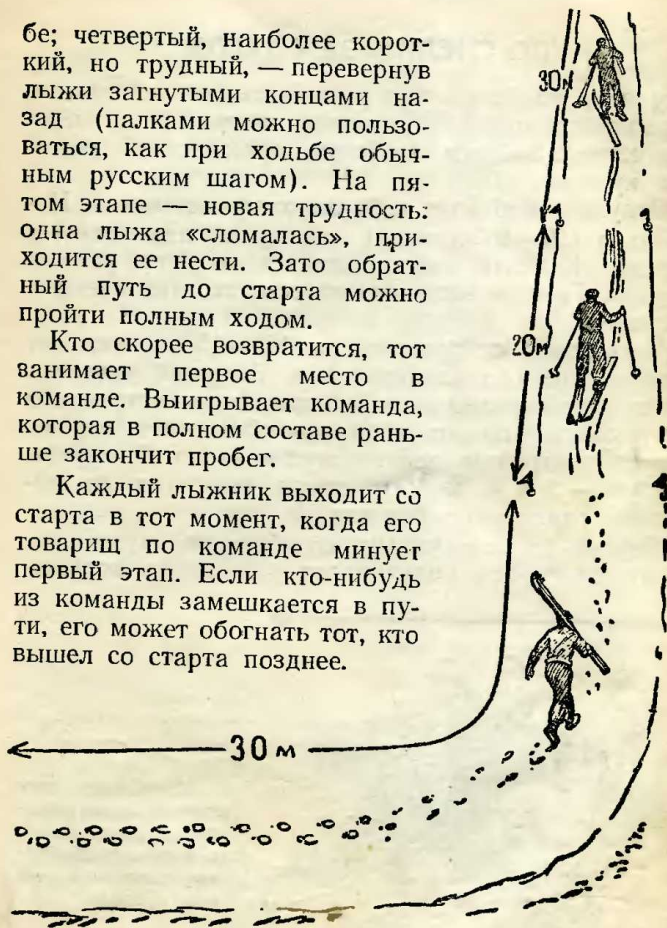 бе; четвертый, наиболее корот-
кий, но трудный, — перевернув
лыжи загнутыми концами на-
зад (палками можно пользо-
ваться, как при ходьбе обыч-
ным русским шагом). На пя-
том этапе — новая трудность:
одна лыжа «сломалась», при-
ходится ее нести. Зато обрат-
ный путь до старта можно
пройти полным ходом.
Кто скорее возвратится, тот
занимает первое место в
команде. Выигрывает команда,
которая в полном составе рань-
ше закончит пробег.
Каждый лыжник выходит со
старта в тот момент, когда его
товарищ по команде минует
первый этап. Если кто-нибудь
из команды замешкается в пу-
ти, его может обогнать тот, кто
вышел со старта позднее.
30м
20м
30 м